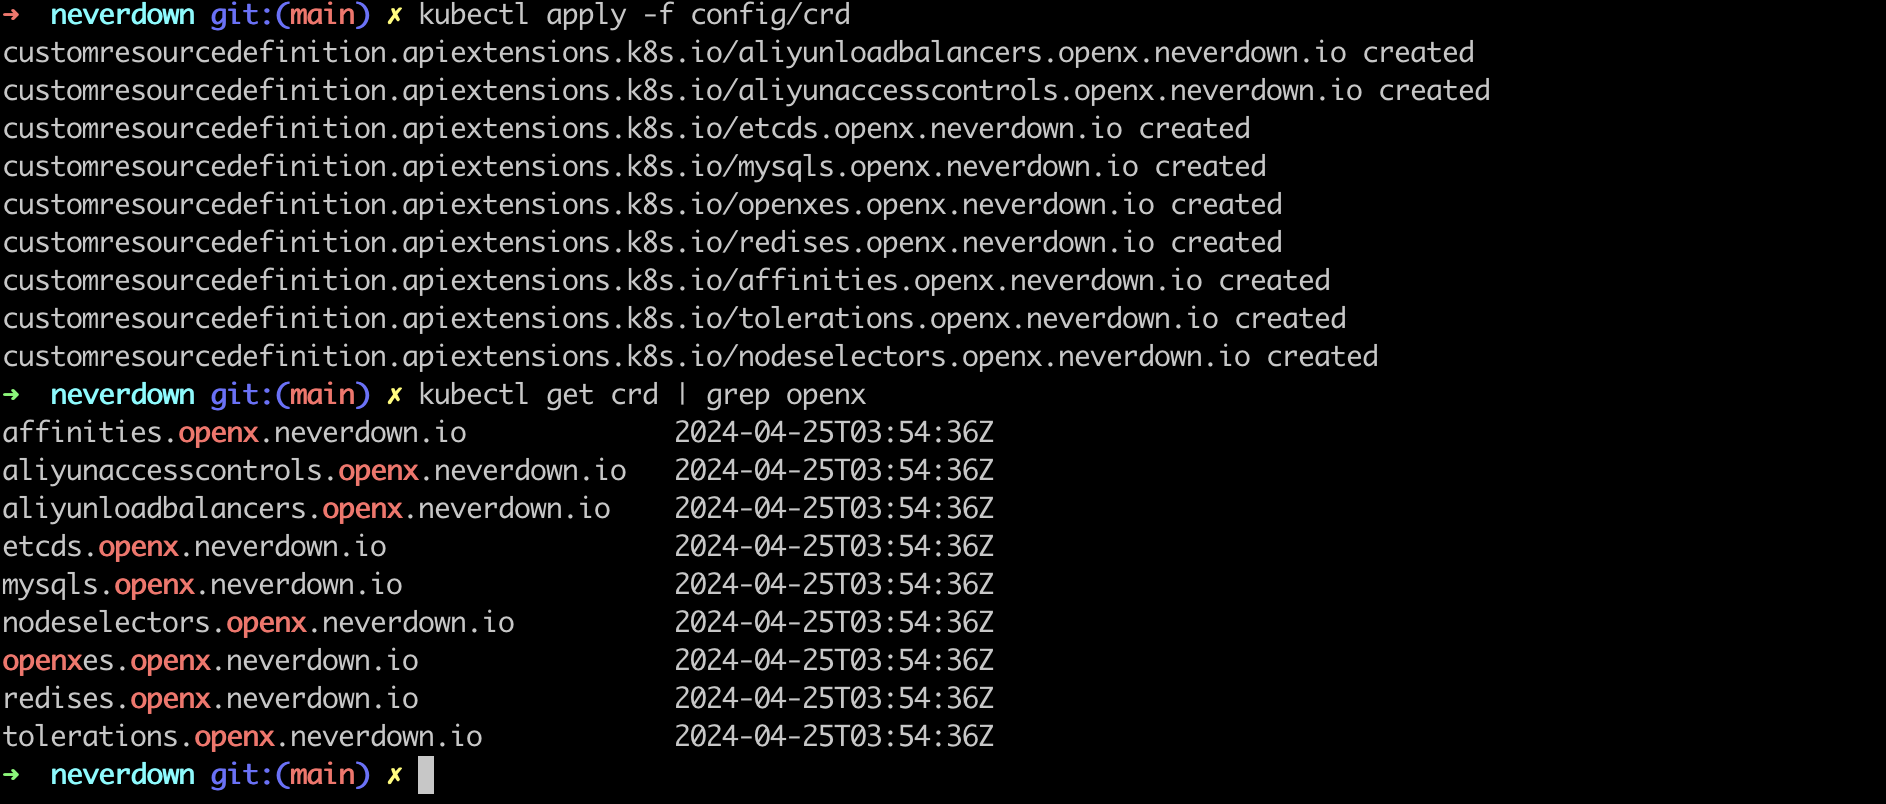 ➜  neverdown git:(main) ✗ kubectl apply -f config/crd
customresourcedefinition.apiextensions.k8s.io/aliyunloadbalancers.openx.neverdown.io created
customresourcedefinition.apiextensions.k8s.io/aliyunaccesscontrols.openx.neverdown.io created
customresourcedefinition.apiextensions.k8s.io/etcds.openx.neverdown.io created
customresourcedefinition.apiextensions.k8s.io/mysqls.openx.neverdown.io created
customresourcedefinition.apiextensions.k8s.io/openxes.openx.neverdown.io created
customresourcedefinition.apiextensions.k8s.io/redises.openx.neverdown.io created
customresourcedefinition.apiextensions.k8s.io/affinities.openx.neverdown.io created
customresourcedefinition.apiextensions.k8s.io/tolerations.openx.neverdown.io created
customresourcedefinition.apiextensions.k8s.io/nodeselectors.openx.neverdown.io created
➜  neverdown git:(main) ✗ kubectl get crd | grep openx
affinities.openx.neverdown.io             2024-04-25T03:54:36Z
aliyunaccesscontrols.openx.neverdown.io   2024-04-25T03:54:36Z
aliyunloadbalancers.openx.neverdown.io    2024-04-25T03:54:36Z
etcds.openx.neverdown.io                  2024-04-25T03:54:36Z
mysqls.openx.neverdown.io                 2024-04-25T03:54:36Z
nodeselectors.openx.neverdown.io          2024-04-25T03:54:36Z
openxes.openx.neverdown.io                2024-04-25T03:54:36Z
redises.openx.neverdown.io                2024-04-25T03:54:36Z
tolerations.openx.neverdown.io            2024-04-25T03:54:36Z
➜  neverdown git:(main) ✗